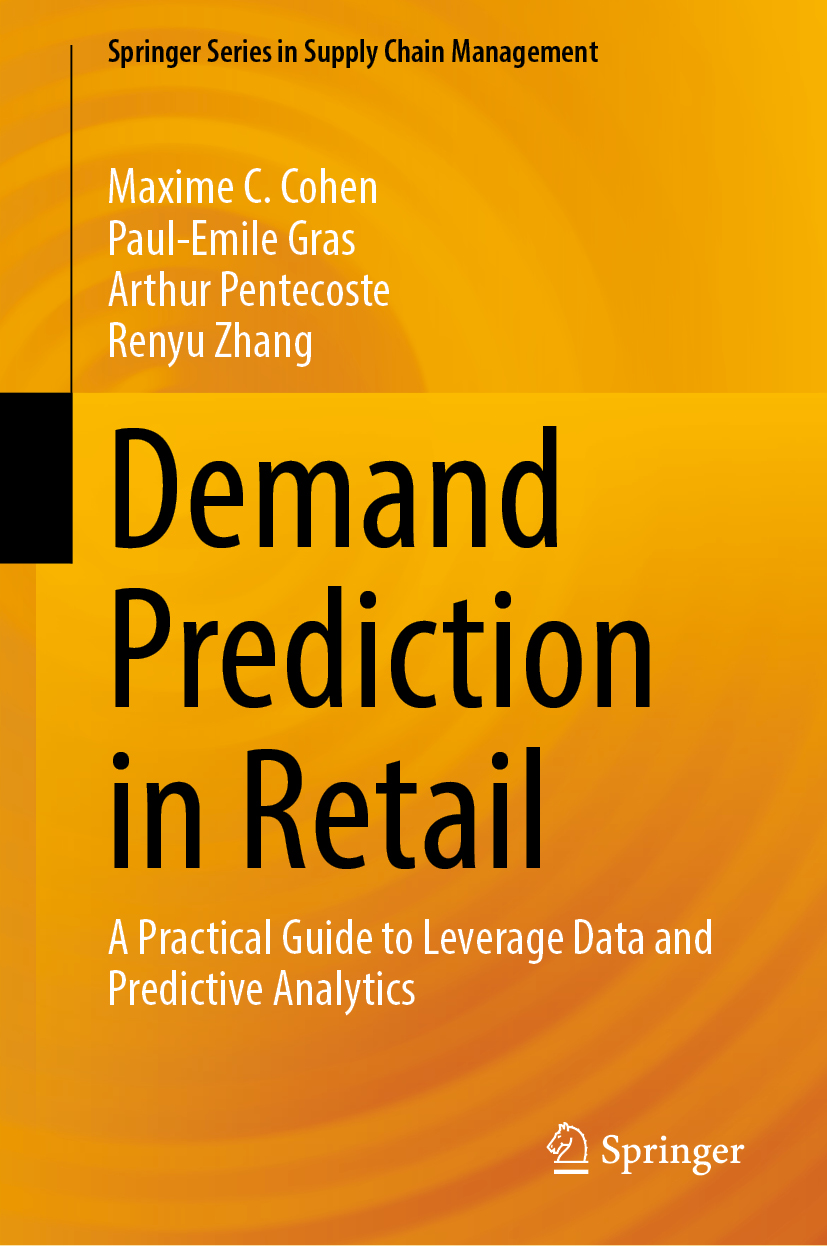 Springer Series in Supply Chain Management
Maxime C. Cohen
Paul-Emile Gras
Arthur Pentecoste
Renyu Zhang
Demand
Prediction
in Retail
A Practical Guide to Leverage Data and
Predictive Analytics
Springer